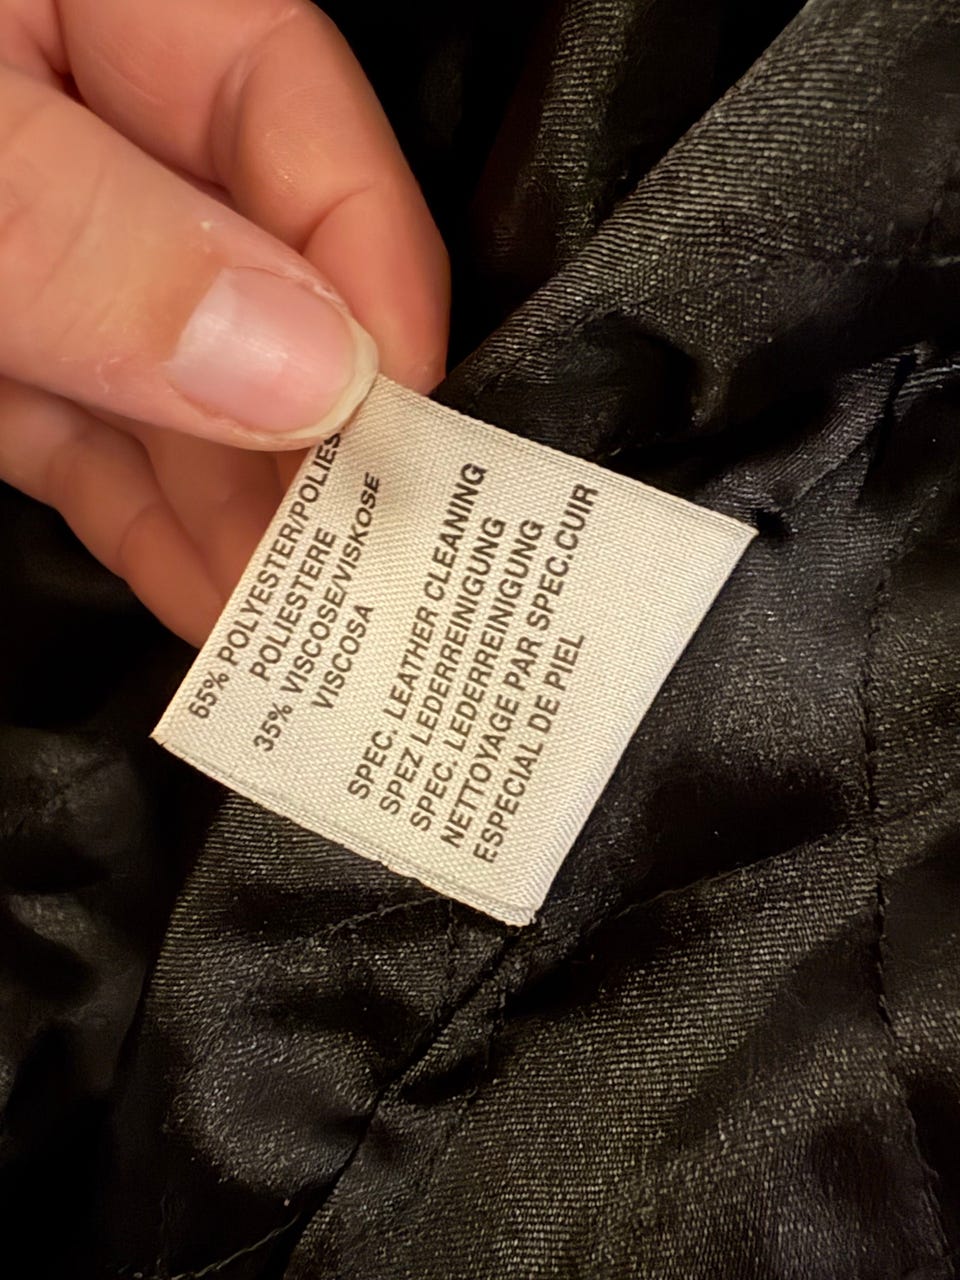 65% POLYESTER/POLIES
POLIESTERE
35% VISCOSE/VISKOSE
VISCOSA
SPEC. LEATHER CLEANING
SPEZ LEDERREINIGUNG
SPEC. LEDERREINIGUNG
NETTOYAGE PAR SPEC.CUIR
ESPECIAL DE PIEL